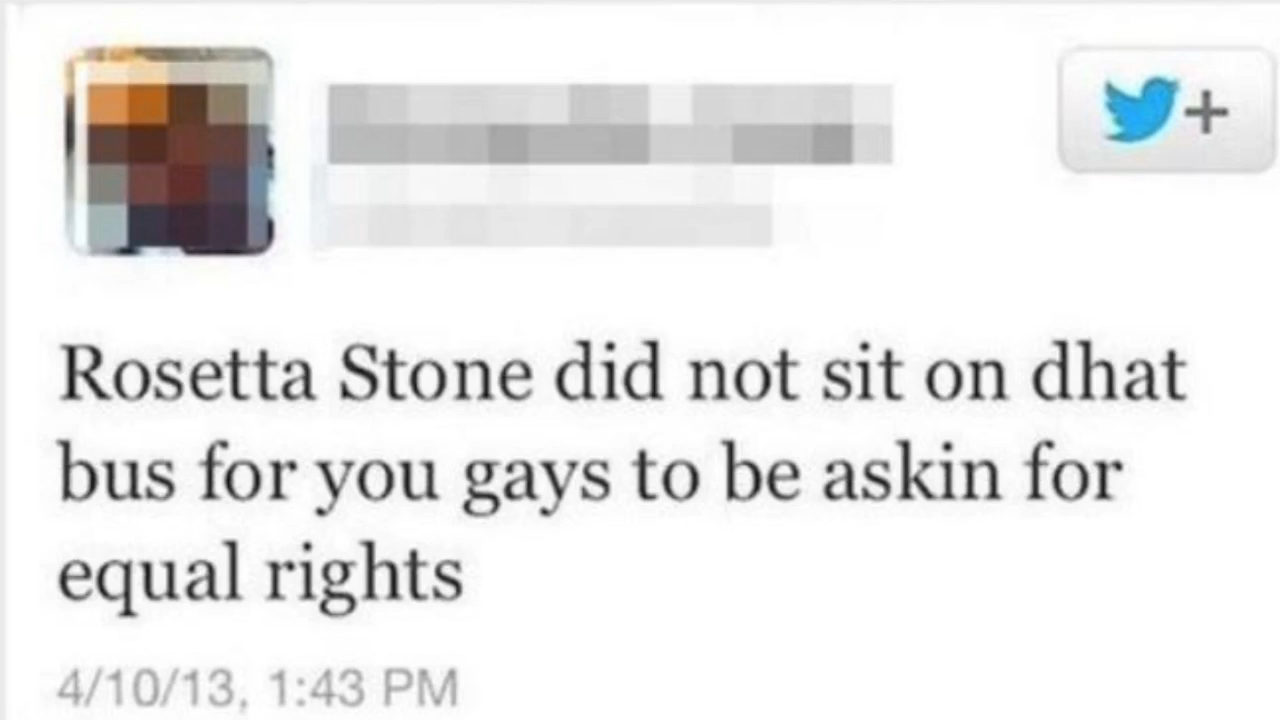 Rosetta Stone did not sit on dhat
bus for you gays to be askin for
equal rights
4/10/13, 1:43 PM